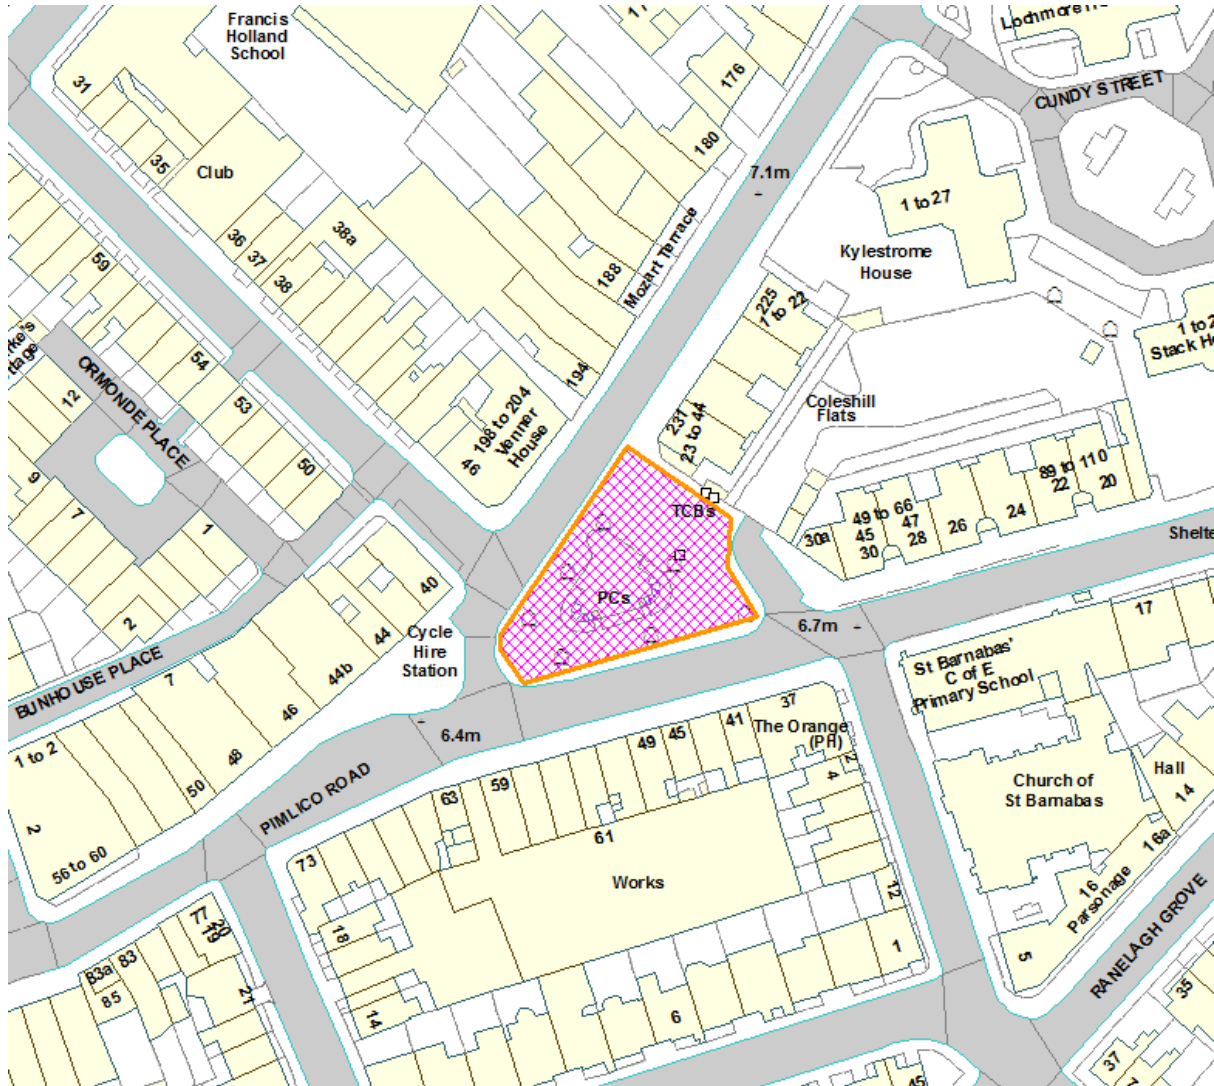 Francis
Holland
School
11
176
180
7.1m
CUNDY STREET
31
35
Club
1 to 27
Kylestrome
House
36
37
38
38a
188
Mozart Terrace
59
225
1 to 22
Stack
54
ORMONDE PLACE
12
53
194
198 to 204
Venner
House
46
50
231
23 to 44
Coleshill
Flats
9
7
1
2
TCBs
89 to 110
22
20
24
26
49 to 66
45
47
30a
30
28
PCs
40
44
44b
Cycle
Hire
Station
6.7m
17
BUNHOUSE PLACE
7
46
48
50
1 to 2
2
56 to 60
6.4m
PIMLICO ROAD
St Barnabas'
C of E
Primary School
37
The Orange
(PH)
41
45
49
59
63
73
2
4
61
Works
Church of
St Barnabas
Hall
14
16a
16
Parsonage
5
RANELAGH GROVE
12
1
18
14
6
77
20
19
83
83a
85
21
35
37
45